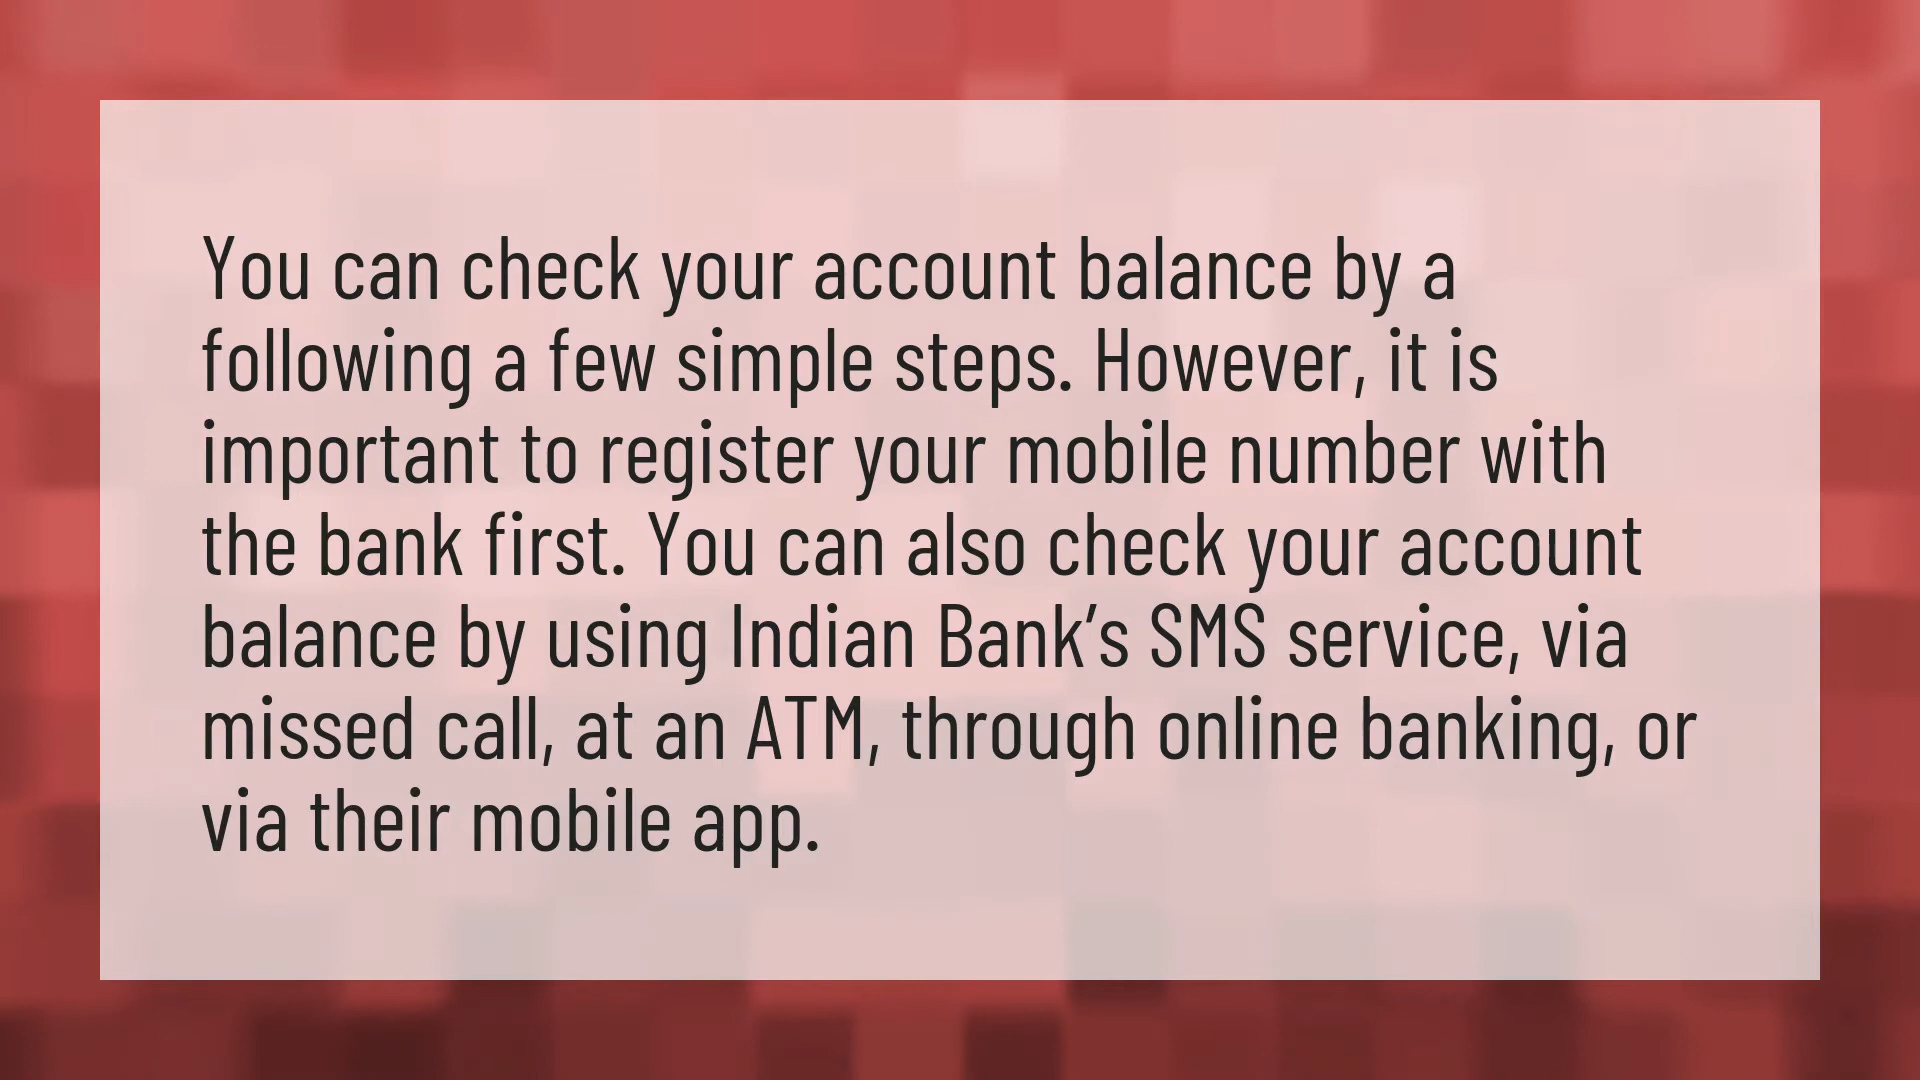 You can check your account balance by a
following a few simple steps. However, it is
important to register your mobile number with
the bank first. You can also check your account
balance by using Indian Bank’s SMS service, via
missed call, at an ATM, through online banking, or
via their mobile app.